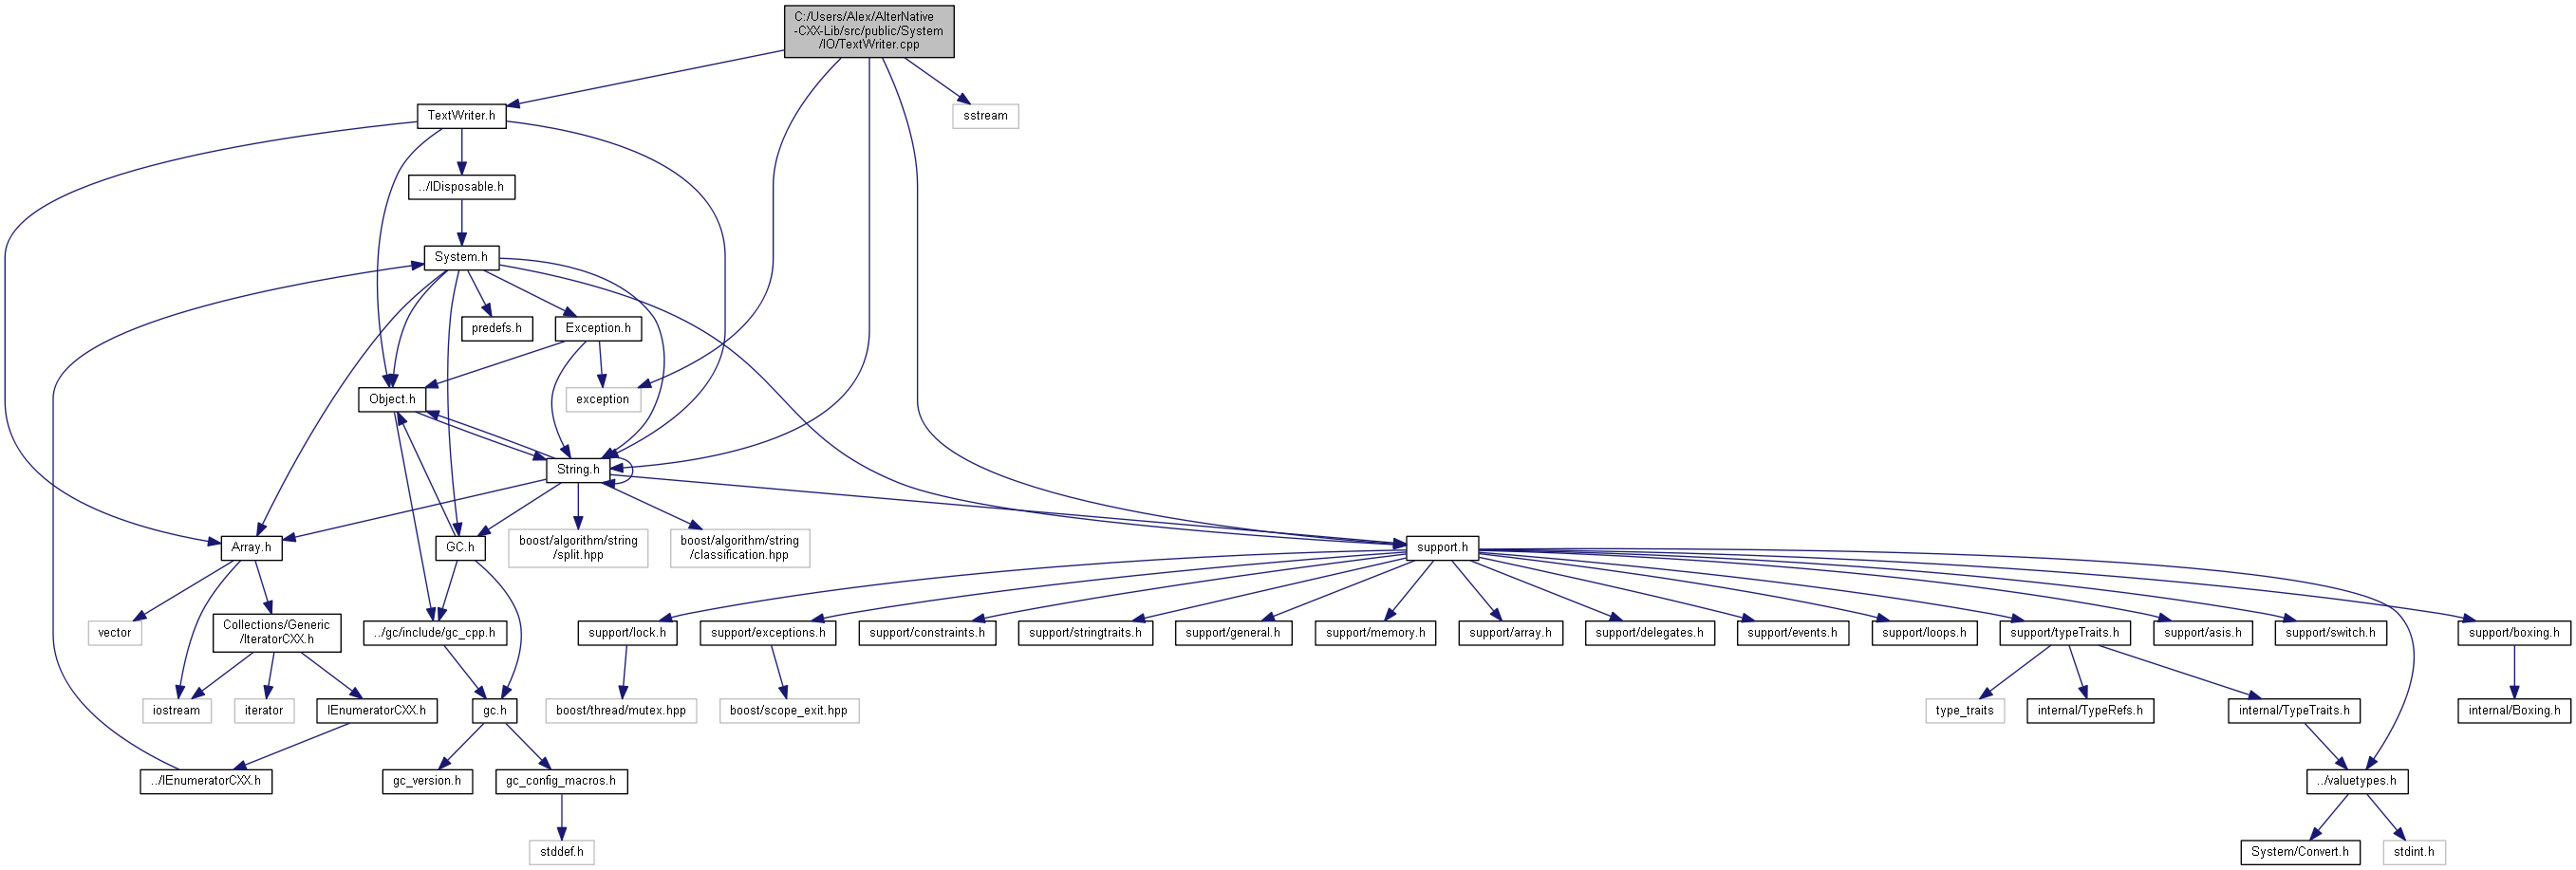 C:/Users/Alex/AlterNative
-CXX-Lib/src/public/System
/IO/TextWriter.cpp
TextWriter.h
sstream
../IDisposable.h
System.h
predefs.h
Exception.h
Object.h
exception
String.h
Array.h
GC.h
boost/algorithm/string
/split.hpp
boost/algorithm/string
/classification.hpp
support.h
vector
Collections/Generic
/IteratorCXX.h
../gc/include/gc_cpp.h
support/lock.h
support/exceptions.h
support/constraints.h
support/stringtraits.h
support/general.h
support/memory.h
support/array.h
support/delegates.h
support/events.h
support/loops.h
support/typeTraits.h
support/asis.h
support/switch.h
support/boxing.h
iostream
iterator
IEnumeratorCXX.h
gc.h
boost/thread/mutex.hpp
boost/scope_exit.hpp
type_traits
internal/TypeRefs.h
internal/TypeTraits.h
internal/Boxing.h
../IEnumeratorCXX.h
gc_version.h
gc_config_macros.h
../valuetypes.h
stddef.h
System/Convert.h
stdint.h